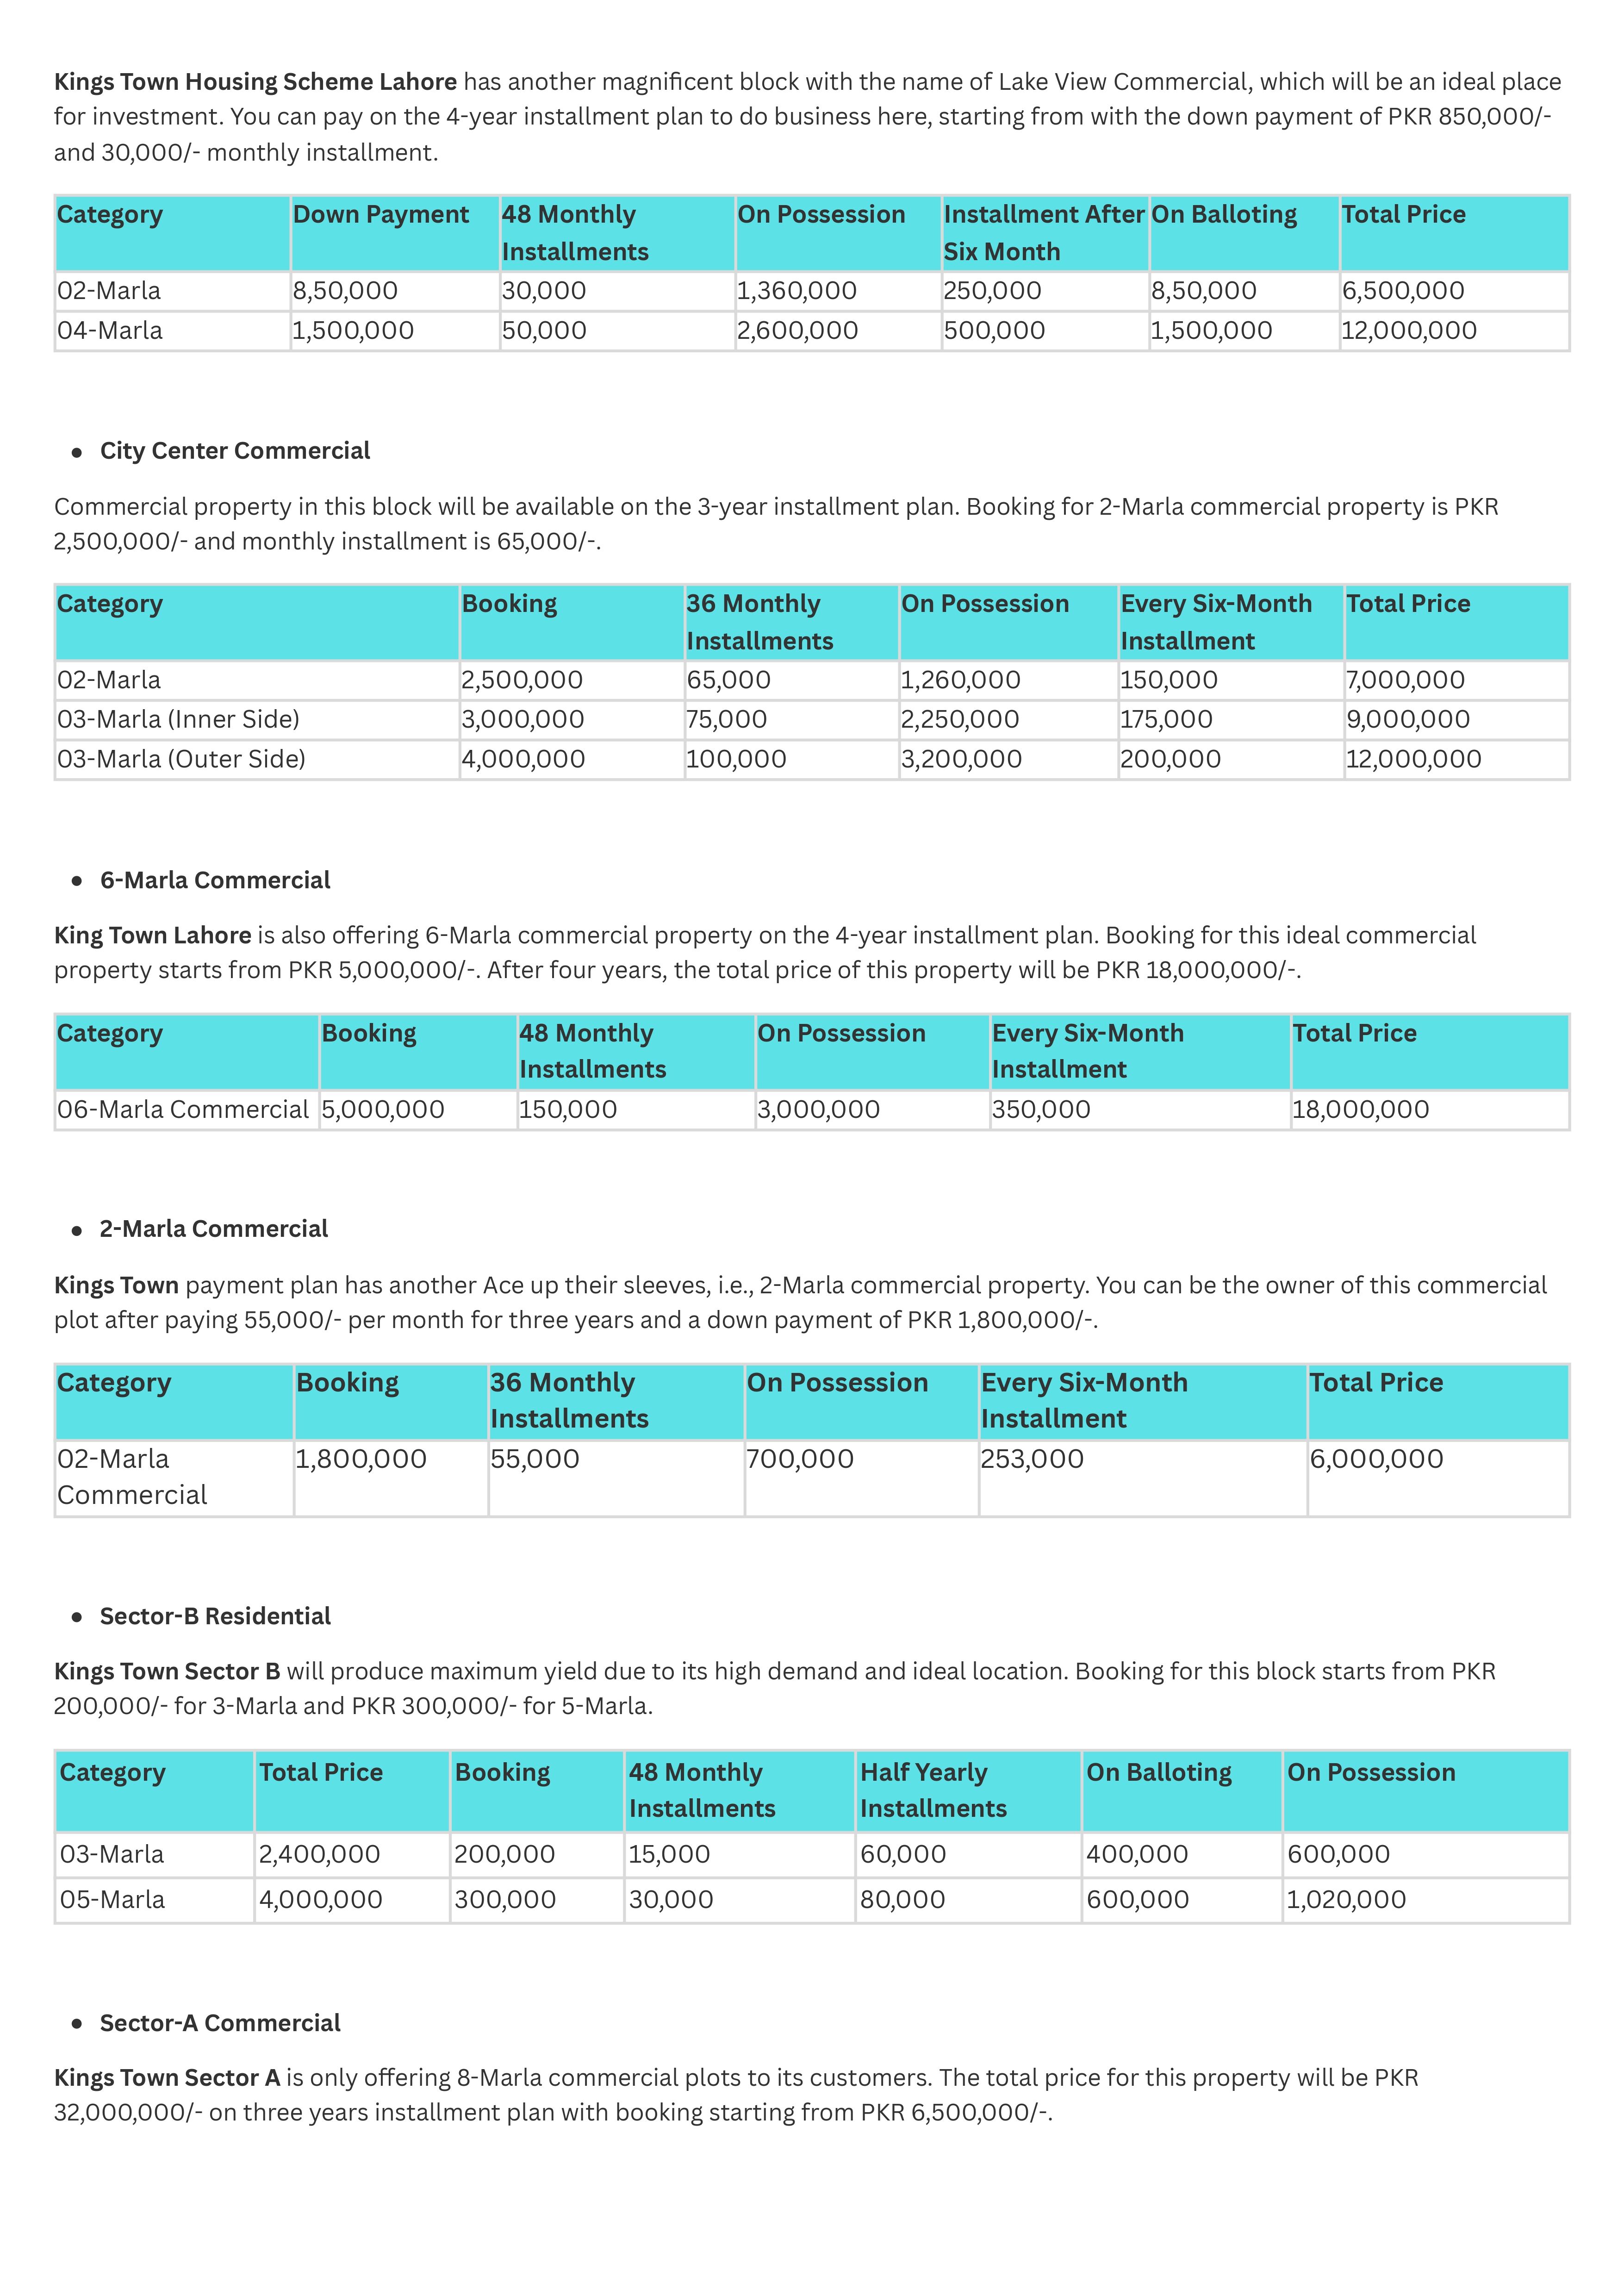 Kings Town Housing Scheme Lahore has another magnificent block with the name of Lake View Commercial, which will be an ideal place
for investment. You can pay on the 4-year installment plan to do business here, starting from with the down payment of PKR 850,000/-
and 30,000/- monthly installment.
Category Down Payment 48 Monthly Installments On Possession Installment After Six Month On Balloting Total Price
02-Marla 8,50,000 30,000 1,360,000 250,000 8,50,000 6,500,000
04-Marla 1,500,000 50,000 2,600,000 500,000 1,500,000 12,000,000
• City Center Commercial
Commercial property in this block will be available on the 3-year installment plan. Booking for 2-Marla commercial property is PKR
2,500,000/- and monthly installment is 65,000/-.
Category Booking 36 Monthly Installments On Possession Every Six-Month Installment Total Price
02-Marla 2,500,000 65,000 1,260,000 150,000 7,000,000
03-Marla (Inner Side) 3,000,000 75,000 2,250,000 175,000 9,000,000
03-Marla (Outer Side) 4,000,000 100,000 3,200,000 200,000 12,000,000
• 6-Marla Commercial
King Town Lahore is also offering 6-Marla commercial property on the 4-year installment plan. Booking for this ideal commercial
property starts from PKR 5,000,000/-. After four years, the total price of this property will be PKR 18,000,000/-.
Category Booking 48 Monthly Installments On Possession Every Six-Month Installment Total Price
06-Marla Commercial 5,000,000 150,000 3,000,000 350,000 18,000,000
• 2-Marla Commercial
Kings Town payment plan has another Ace up their sleeves, i.e., 2-Marla commercial property. You can be the owner of this commercial
plot after paying 55,000/- per month for three years and a down payment of PKR 1,800,000/-.
Category Booking 36 Monthly Installments On Possession Every Six-Month Installment Total Price
02-Marla Commercial 1,800,000 55,000 700,000 253,000 6,000,000
• Sector-B Residential
Kings Town Sector B will produce maximum yield due to its high demand and ideal location. Booking for this block starts from PKR
200,000/- for 3-Marla and PKR 300,000/- for 5-Marla.
Category Total Price Booking 48 Monthly Installments Half Yearly Installments On Balloting On Possession
03-Marla 2,400,000 200,000 15,000 60,000 400,000 600,000
05-Marla 4,000,000 300,000 30,000 80,000 600,000 1,020,000
• Sector-A Commercial
Kings Town Sector A is only offering 8-Marla commercial plots to its customers. The total price for this property will be PKR
32,000,000/- on three years installment plan with booking starting from PKR 6,500,000/-.